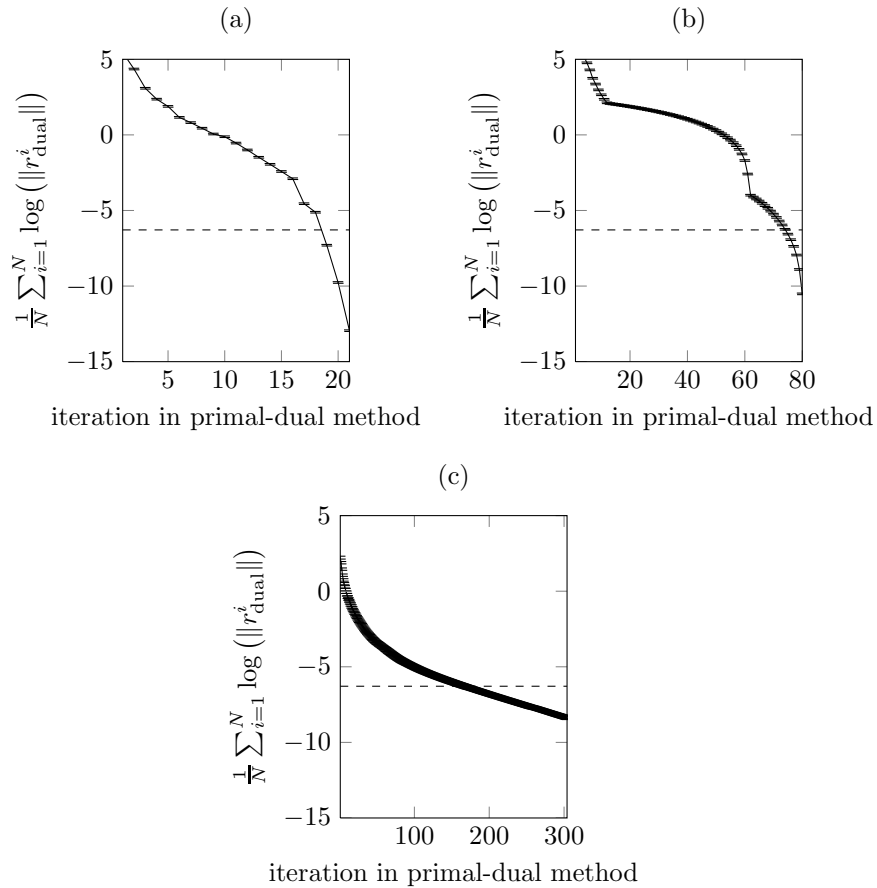 (a)
5
0
−5
−10
−15
5
10
15
20
1/N ∑_{i=1}^{N} log (‖r^i_dual‖)
iteration in primal-dual method
(b)
5
0
−5
−10
−15
20
40
60
80
1/N ∑_{i=1}^{N} log (‖r^i_dual‖)
iteration in primal-dual method
(c)
5
0
−5
−10
−15
100
200
300
1/N ∑_{i=1}^{N} log (‖r^i_dual‖)
iteration in primal-dual method